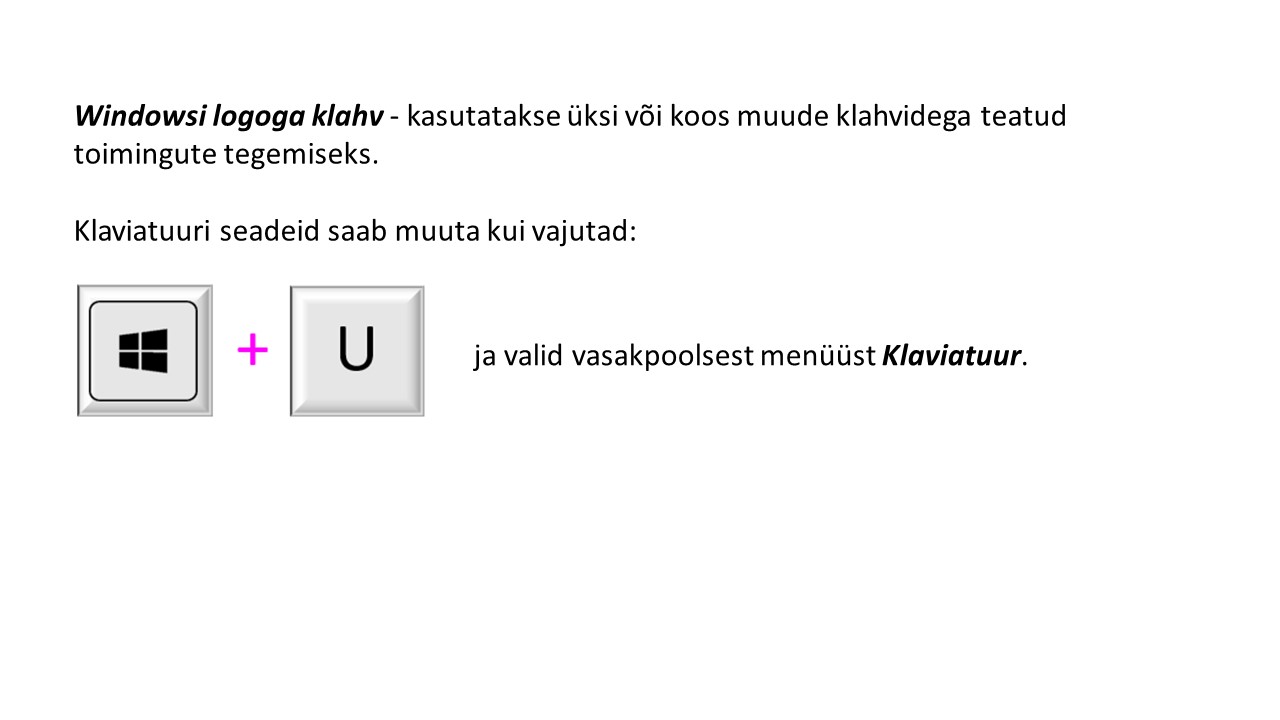 Windowsi logoga klahv - kasutatakse üksi või koos muude klahvidega teatud
toimingute tegemiseks.
Klaviatuuri seadeid saab muuta kui vajutad:
+ U ja valid vasakpoolsest menüüst Klaviatuur.